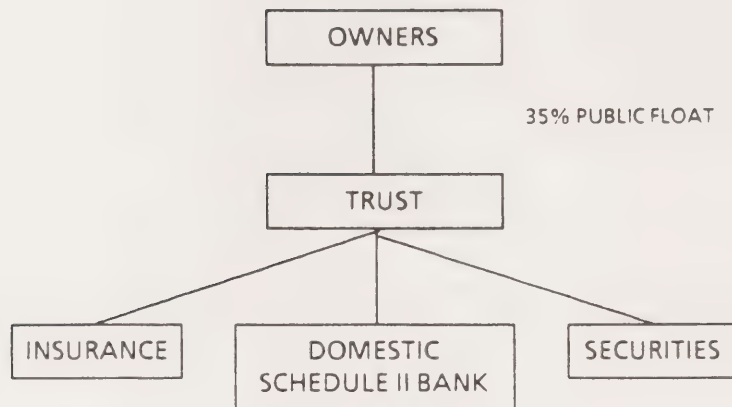 OWNERS
35% PUBLIC FLOAT
TRUST
INSURANCE
DOMESTIC
SCHEDULE II BANK
SECURITIES